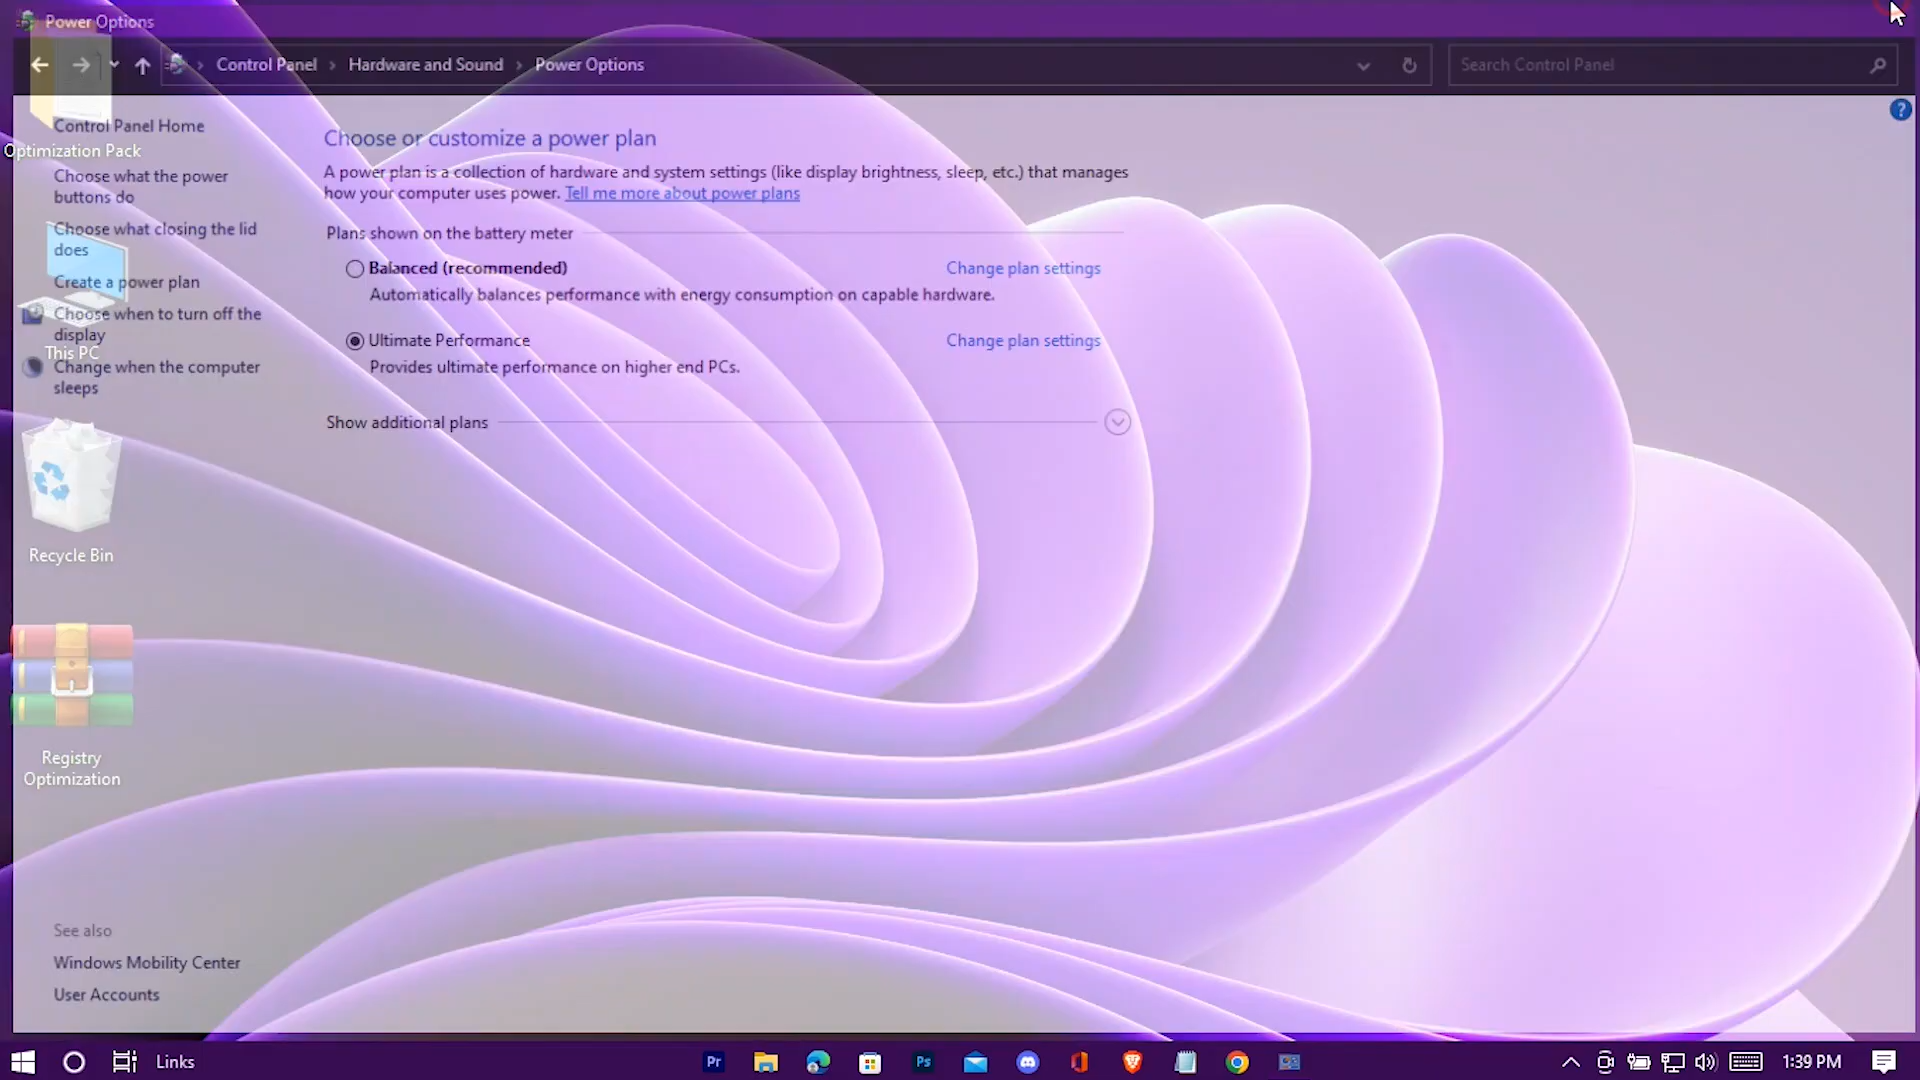 Power Options
Control Panel
Hardware and Sound
Power Options
Search Control Panel
Control Panel Home
Choose what the power
buttons do
Choose what closing the lid
does
Create a power plan
Choose when to turn off the
display
Change when the computer
sleeps
Optimization Pack
This PC
Recycle Bin
Registry
Optimization
Choose or customize a power plan
A power plan is a collection of hardware and system settings (like display brightness, sleep, etc.) that manages
how your computer uses power. Tell me more about power plans
Plans shown on the battery meter
Balanced (recommended) Change plan settings
Automatically balances performance with energy consumption on capable hardware.
Ultimate Performance Change plan settings
Provides ultimate performance on higher end PCs.
Show additional plans
?
See also
Windows Mobility Center
User Accounts
Links
Pr
Ps
1:39 PM